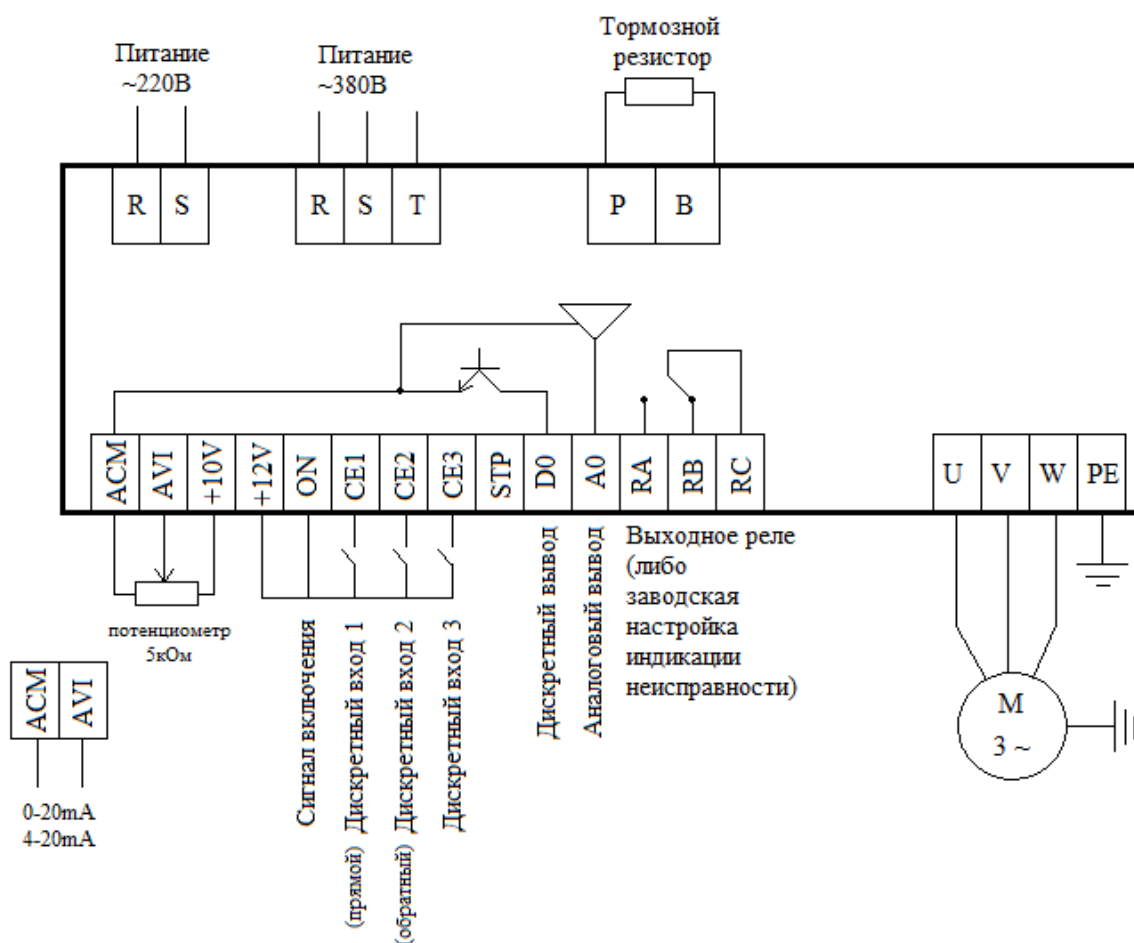 Питание
~220В
Питание
~380В
Тормозной
резистор
R S
R S T
P B
ACM AVI +10V +12V ON CE1 CE2 CE3 STP D0 A0 RA RB RC
U V W PE
потенциометр
5кОм
ACM AVI
0-20mA
4-20mA
Сигнал включения
(прямой) Дискретный вход 1
(обратный) Дискретный вход 2
Дискретный вход 3
Дискретный вывод
Аналоговый вывод
Выходное реле
(либо
заводская
настройка
индикации
неисправности)
M
3 ~